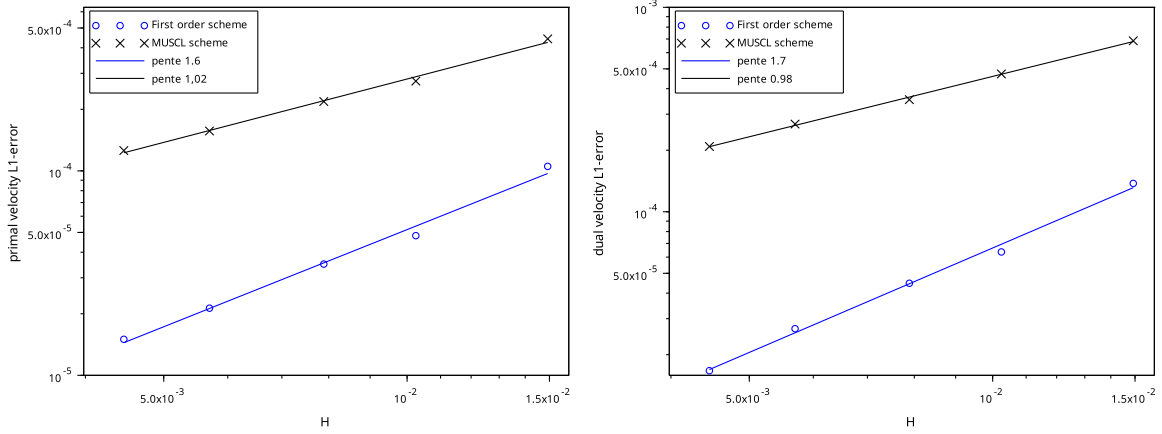 First order scheme
MUSCL scheme
pente 1.6
pente 1,02
5.0x10^-4
10^-4
5.0x10^-5
10^-5
primal velocity L1-error
5.0x10^-3
10^-2
1.5x10^-2
H
First order scheme
MUSCL scheme
pente 1.7
pente 0.98
10^-3
5.0x10^-4
10^-4
5.0x10^-5
dual velocity L1-error
5.0x10^-3
10^-2
1.5x10^-2
H